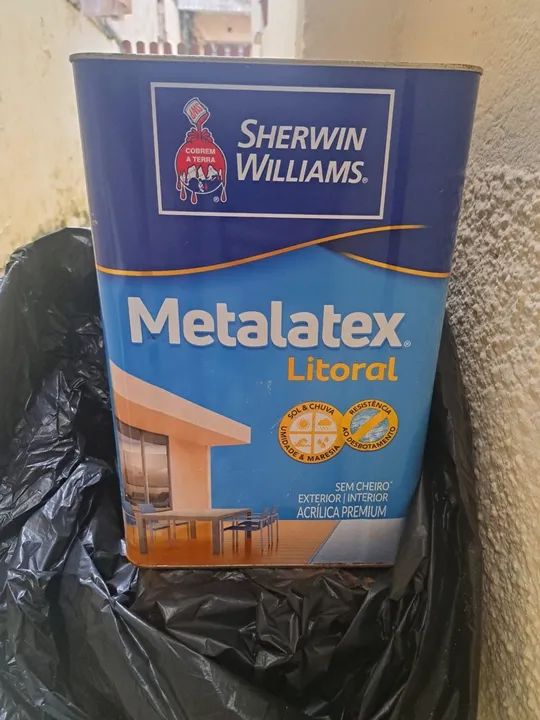 SWP
COBREM
A TERRA
SHERWIN
WILLIAMS®
Metalatex®
Litoral
SOL & CHUVA
UMIDADE & MARESIA
RESISTÊNCIA
AO DESBOTAMENTO
SEM CHEIRO*
EXTERIOR | INTERIOR
ACRÍLICA PREMIUM